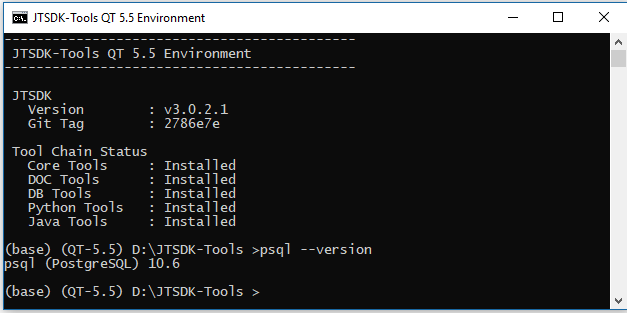 JTSDK-Tools QT 5.5 Environment
--------------------------------------------
JTSDK-Tools QT 5.5 Environment
--------------------------------------------
JTSDK
Version : v3.0.2.1
Git Tag : 2786e7e
Tool Chain Status
Core Tools : Installed
DOC Tools : Installed
DB Tools : Installed
Python Tools : Installed
Java Tools : Installed
(base) (QT-5.5) D:\JTSDK-Tools >psql --version
psql (PostgreSQL) 10.6
(base) (QT-5.5) D:\JTSDK-Tools >